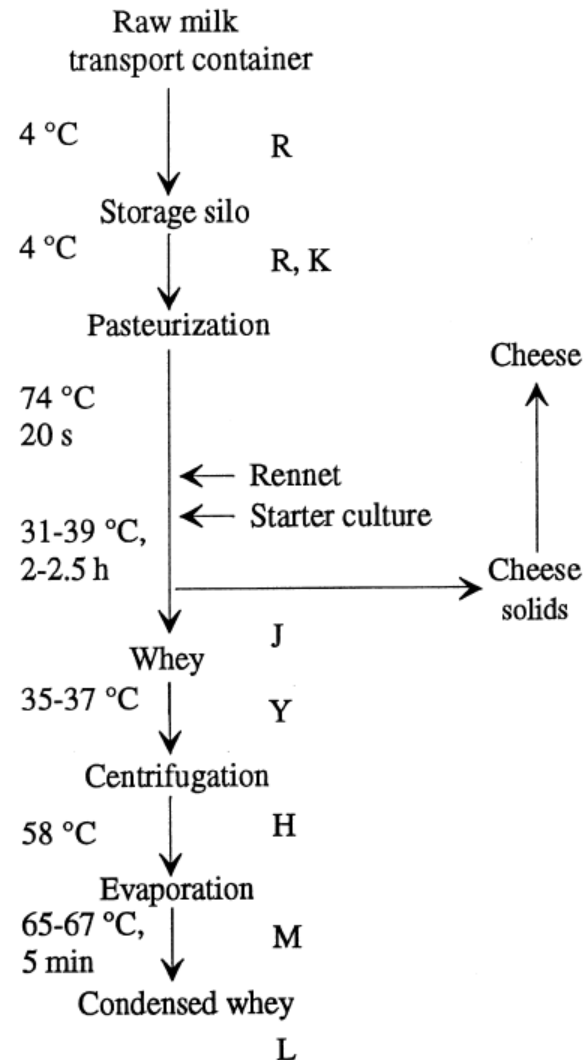 Raw milk
transport container
4 °C
R
Storage silo
4 °C
R, K
Pasteurization
Cheese
74 °C
20 s
Rennet
Starter culture
31-39 °C,
2-2.5 h
Cheese
solids
J
Whey
35-37 °C
Y
Centrifugation
58 °C
H
Evaporation
65-67 °C,
5 min
M
Condensed whey
L